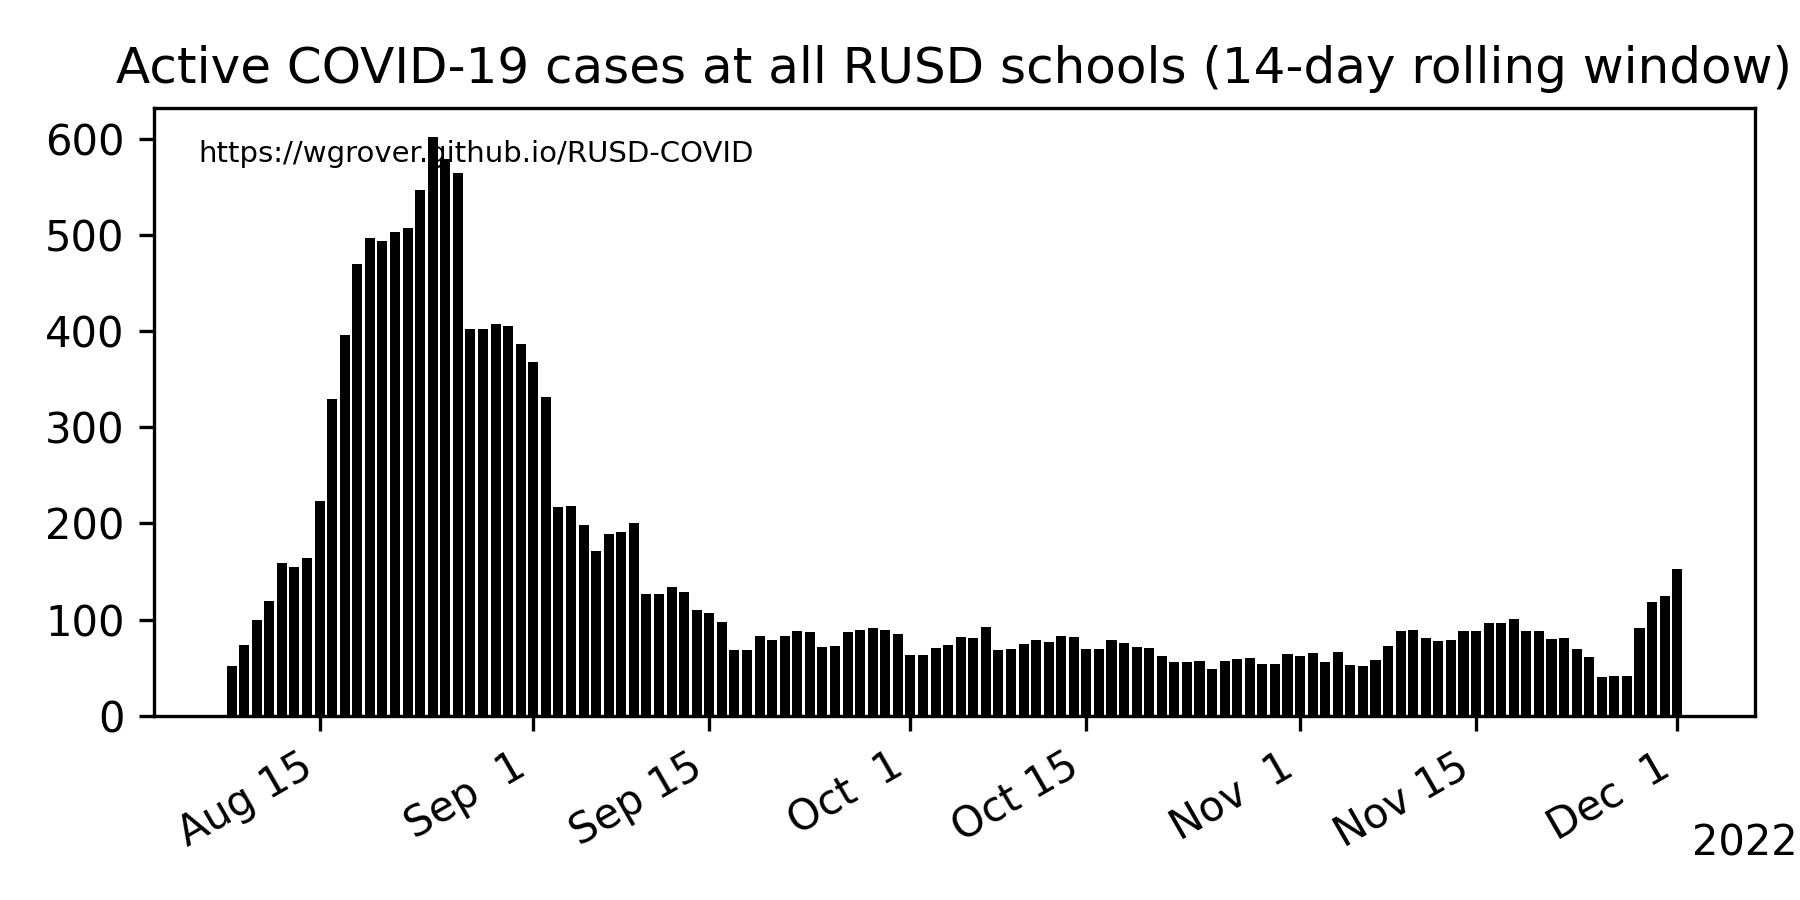 Active COVID-19 cases at all RUSD schools (14-day rolling window)
https://wgrover.github.io/RUSD-COVID
600
500
400
300
200
100
0
Aug 15
Sep 1
Sep 15
Oct 1
Oct 15
Nov 1
Nov 15
Dec 1
2022